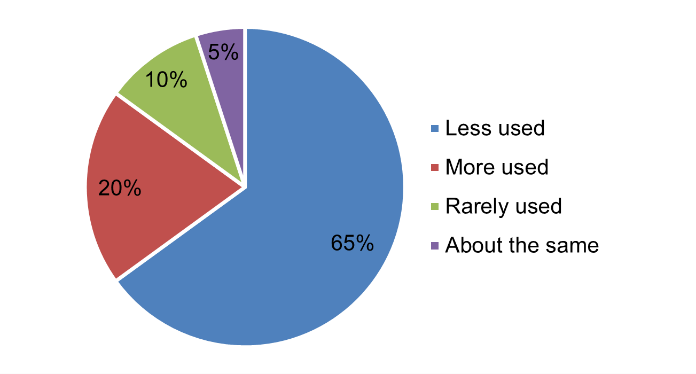 5%
10%
20%
65%
Less used
More used
Rarely used
About the same